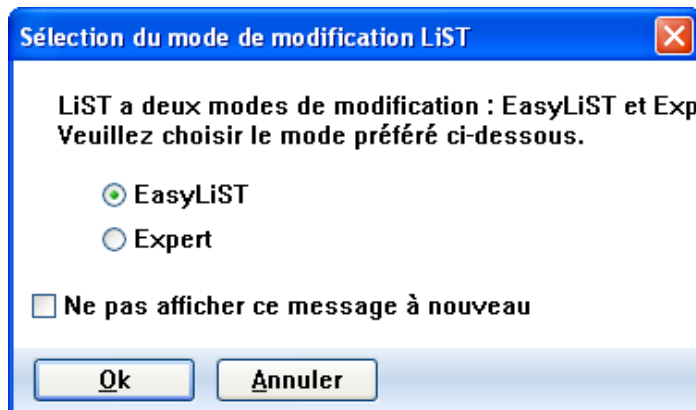 Sélection du mode de modification LiST
LiST a deux modes de modification : EasyLiST et Exp
Veuillez choisir le mode préféré ci-dessous.
EasyLiST
Expert
Ne pas afficher ce message à nouveau
Ok
Annuler